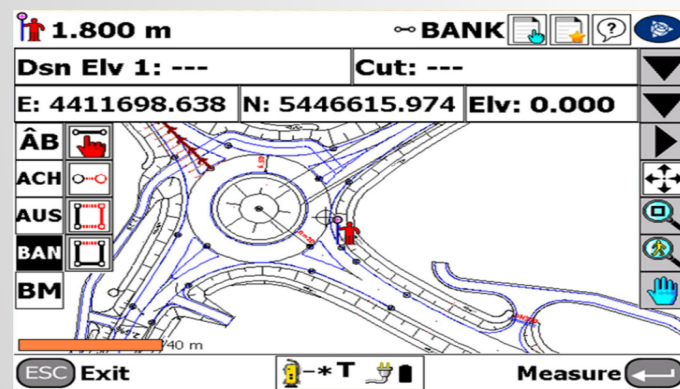 1.800 m BANK ?
Dsn Elv 1: --- Cut: ---
E: 4411698.638 N: 5446615.974 Elv: 0.000
ÂB
ACH
AUS
BAN
BM
40 m
ESC Exit -*T Measure